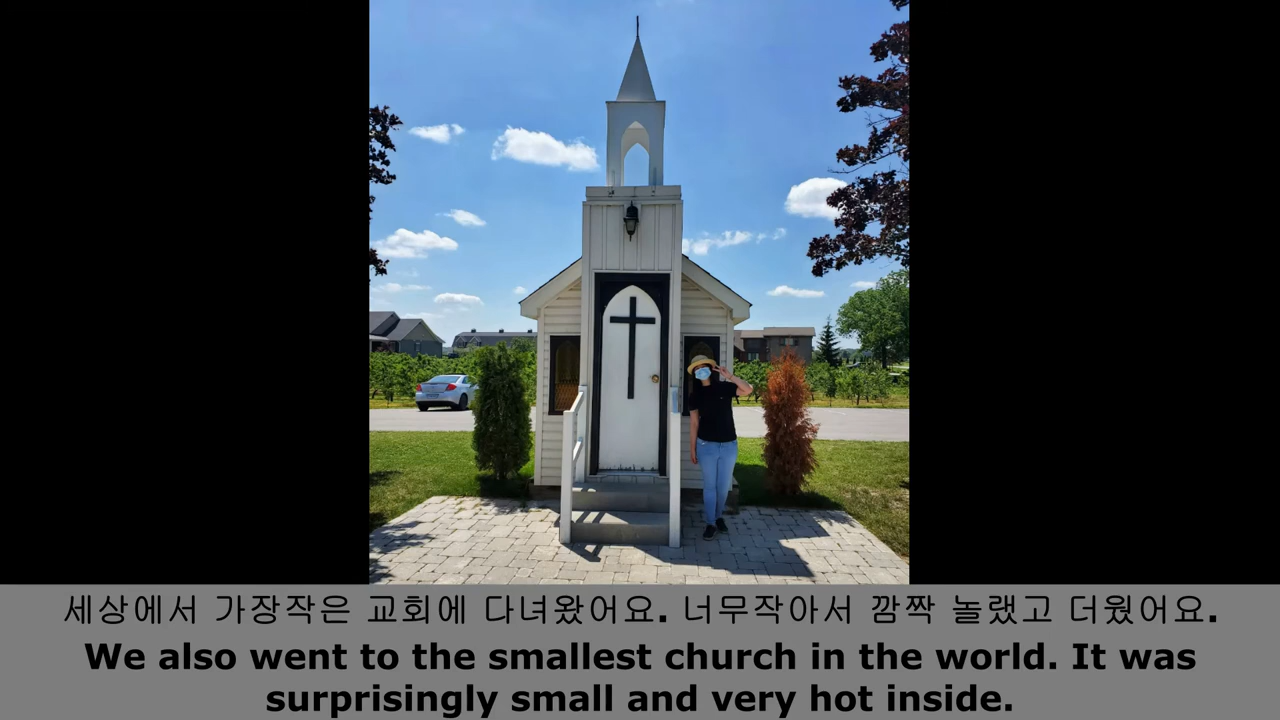 세상에서 가장작은 교회에 다녀왔어요. 너무작아서 깜짝 놀랬고 더웠어요.
We also went to the smallest church in the world. It was
surprisingly small and very hot inside.